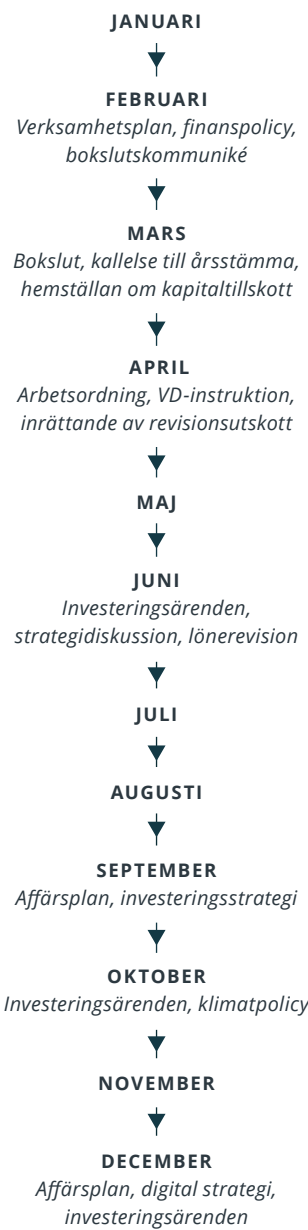 JANUARI
FEBRUARI
Verksamhetsplan, finanspolicy,
bokslutskommuniké
MARS
Bokslut, kallelse till årsstämma,
hemställan om kapitaltillskott
APRIL
Arbetsordning, VD-instruktion,
inrättande av revisionsutskott
MAJ
JUNI
Investeringsärenden,
strategidiskussion, lönerevision
JULI
AUGUSTI
SEPTEMBER
Affärsplan, investeringsstrategi
OKTOBER
Investeringsärenden, klimatpolicy
NOVEMBER
DECEMBER
Affärsplan, digital strategi,
investeringsärenden